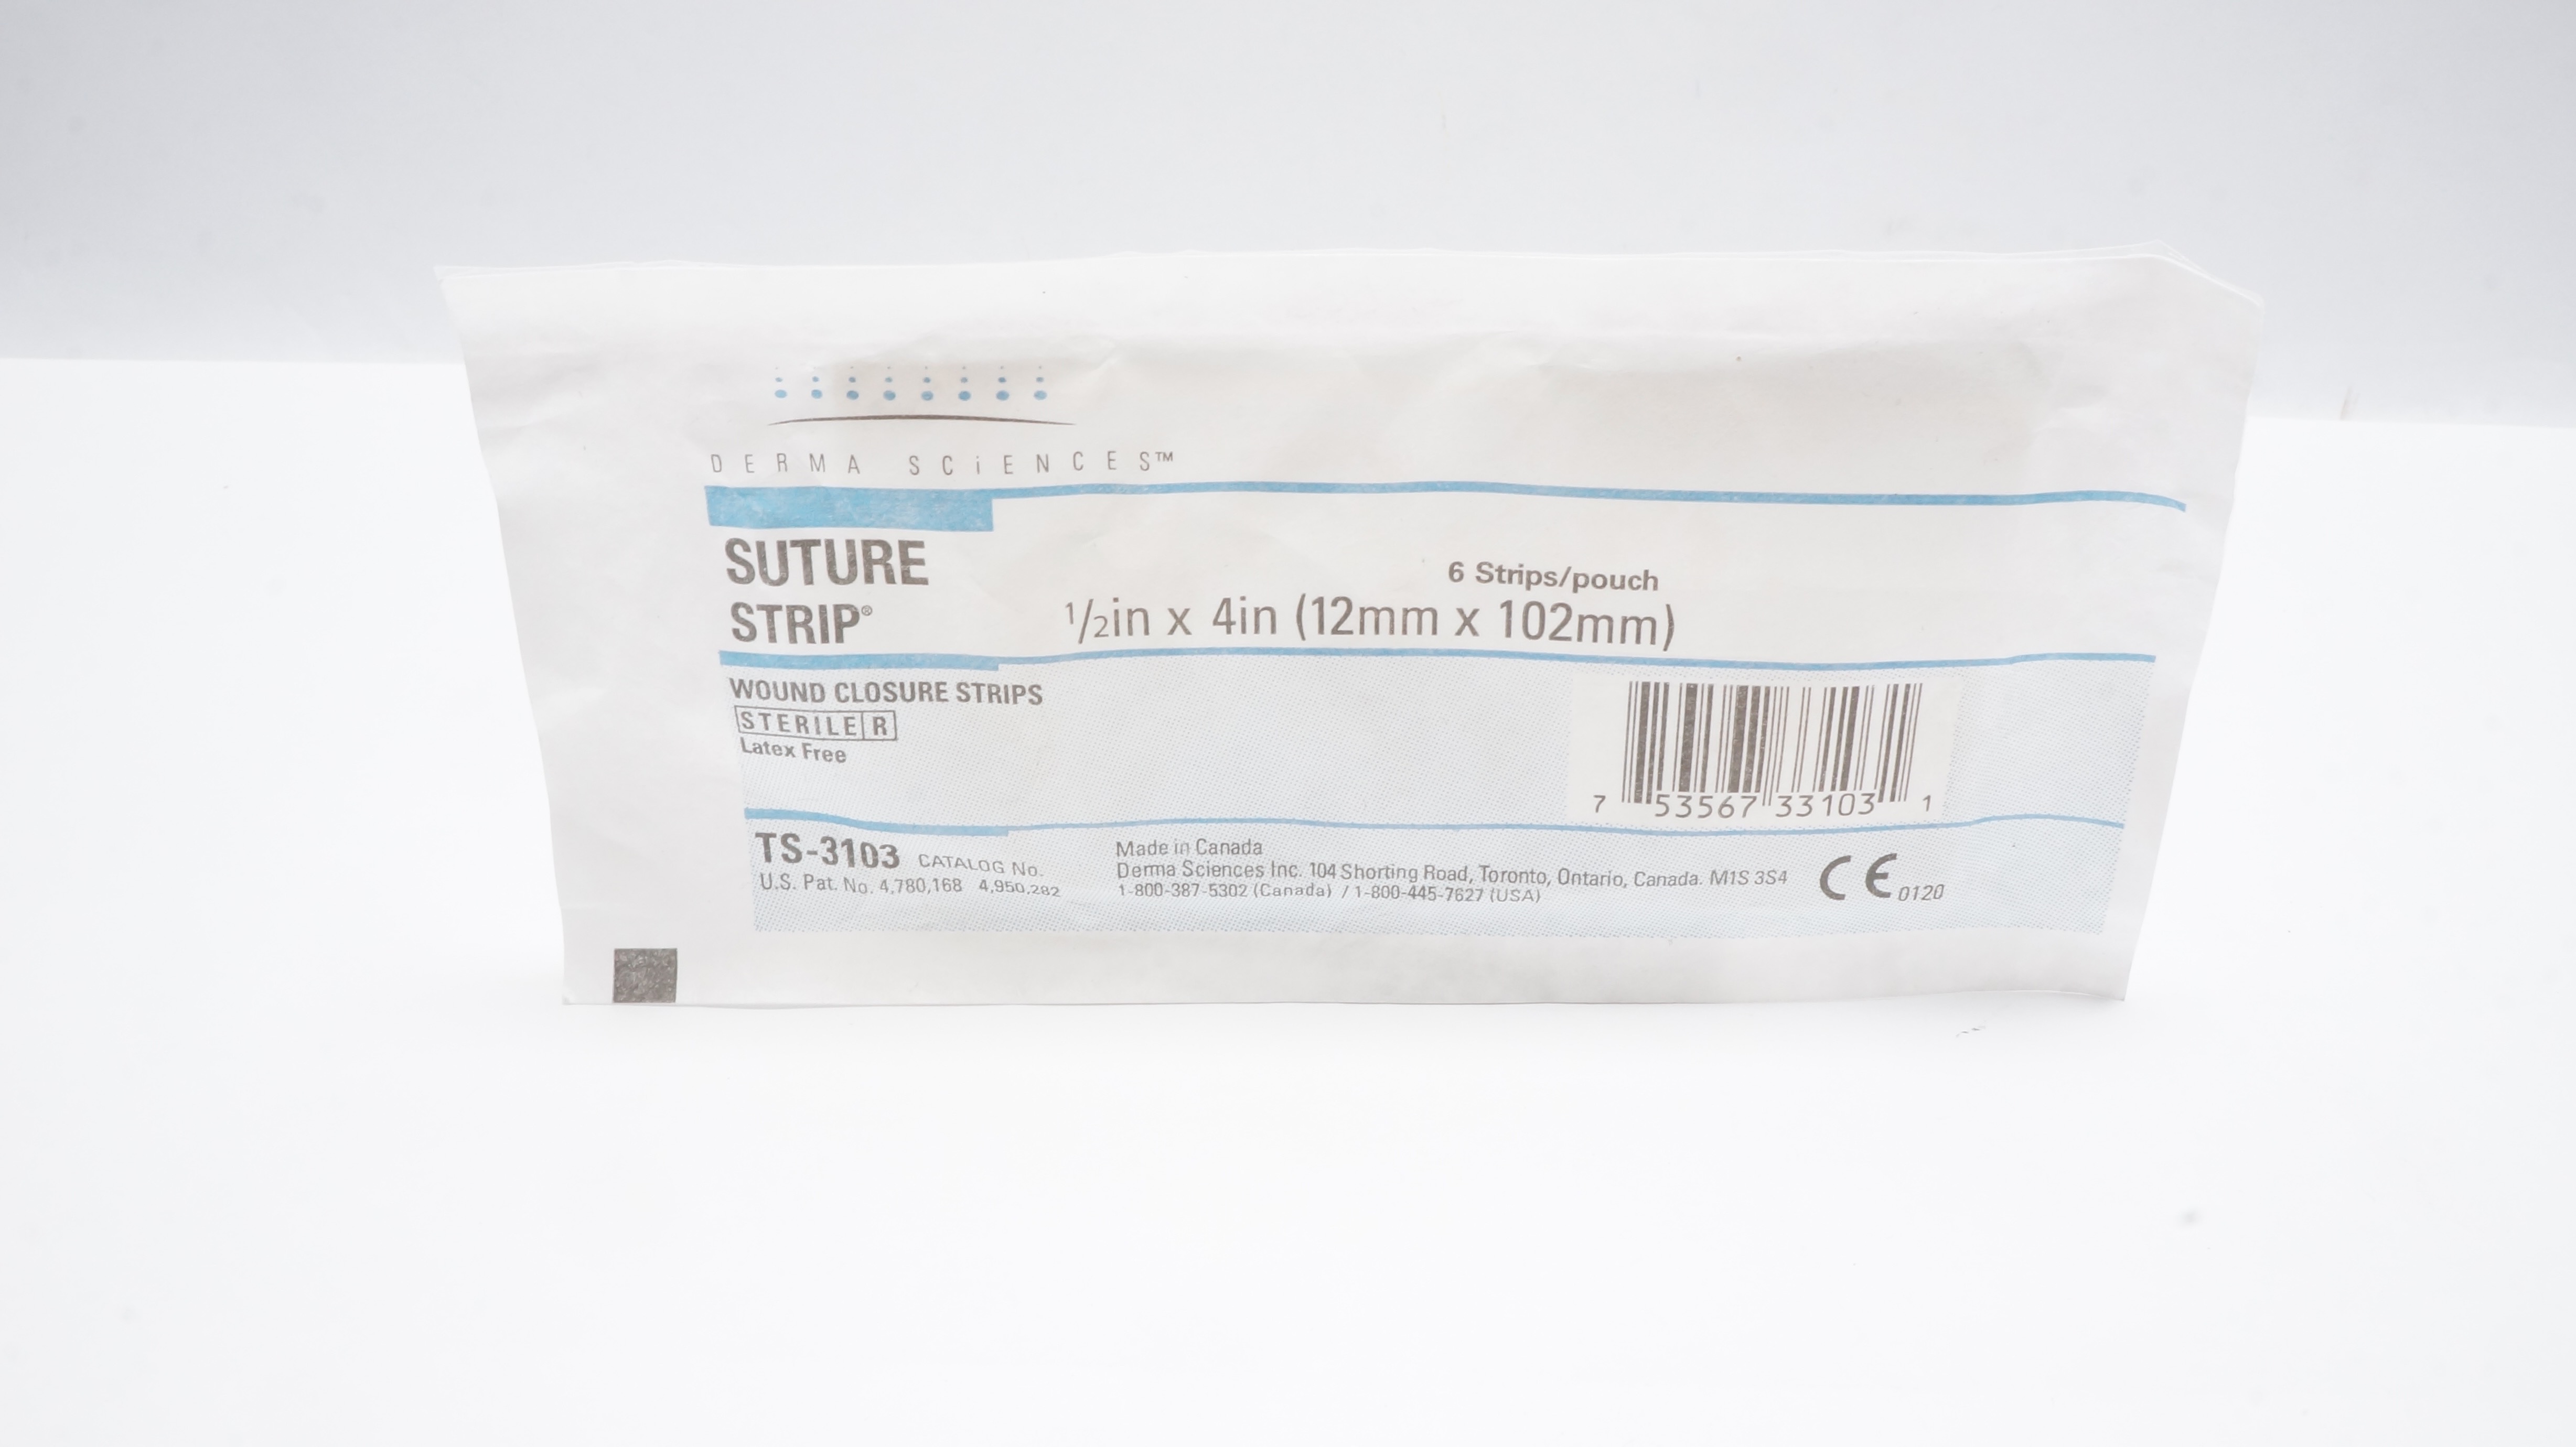 DERMA SCiENCES™
SUTURE
STRIP®
6 Strips/pouch
1/2in x 4in (12mm x 102mm)
WOUND CLOSURE STRIPS
STERILE R
Latex Free
7 53567 33103 1
TS-3103 CATALOG No.
U.S. Pat. No. 4,780,168 4,950,282
Made in Canada
Derma Sciences Inc. 104 Shorting Road, Toronto, Ontario, Canada. M1S 3S4
1-800-387-5302 (Canada) / 1-800-445-7627 (USA)
CE 0120